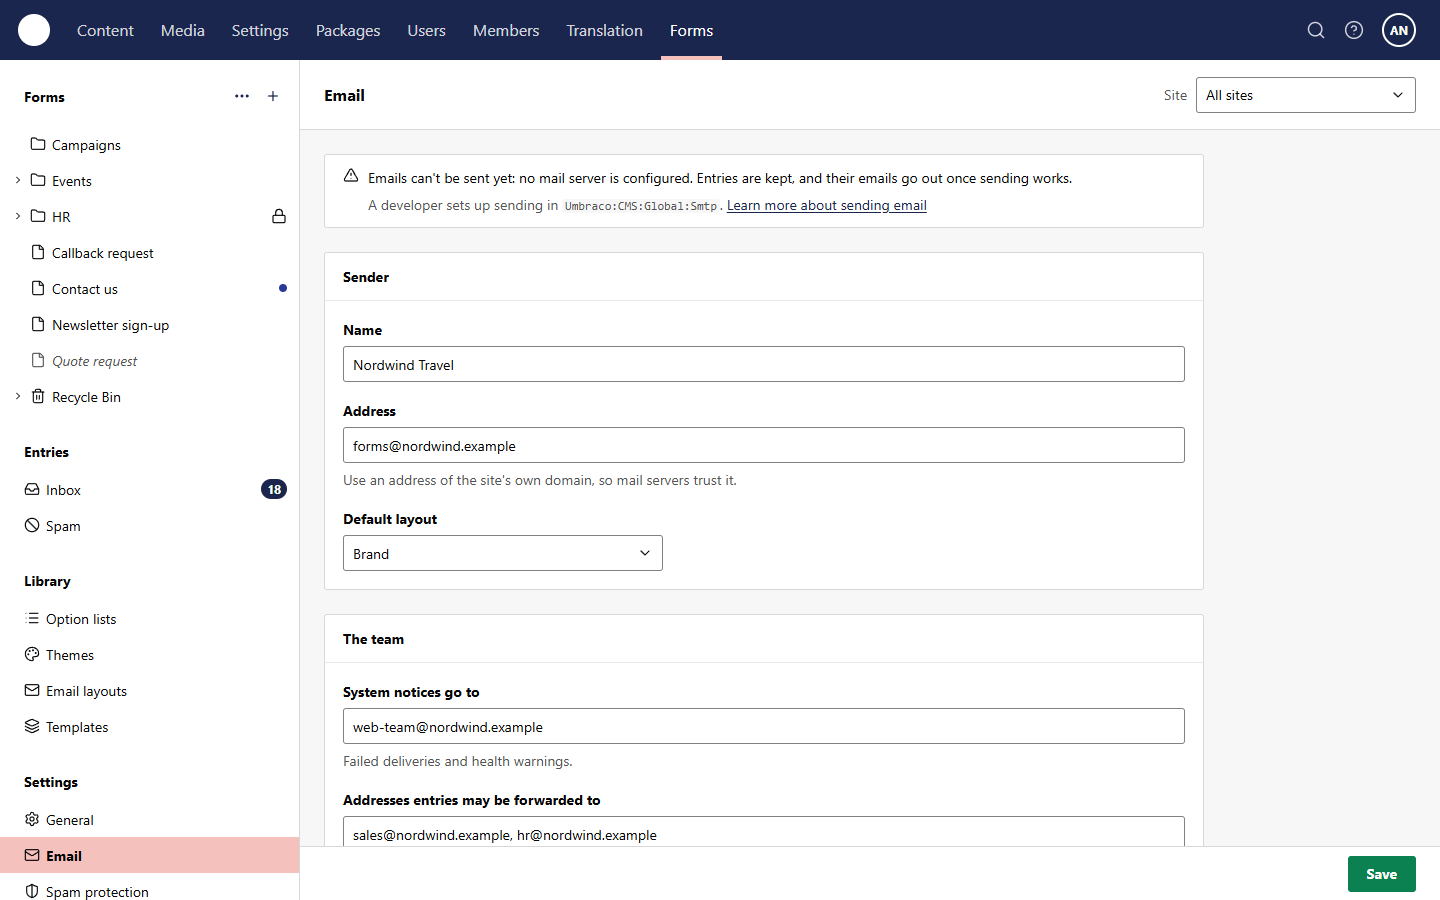 Content Media Settings Packages Users Members Translation Forms AN
Forms
Campaigns
Events
HR
Callback request
Contact us
Newsletter sign-up
Quote request
Recycle Bin
Entries
Inbox 18
Spam
Library
Option lists
Themes
Email layouts
Templates
Settings
General
Email
Spam protection
Email
Site All sites
Emails can't be sent yet: no mail server is configured. Entries are kept, and their emails go out once sending works.
A developer sets up sending in Umbraco:CMS:Global:Smtp. Learn more about sending email
Sender
Name
Nordwind Travel
Address
forms@nordwind.example
Use an address of the site's own domain, so mail servers trust it.
Default layout
Brand
The team
System notices go to
web-team@nordwind.example
Failed deliveries and health warnings.
Addresses entries may be forwarded to
sales@nordwind.example, hr@nordwind.example
Save